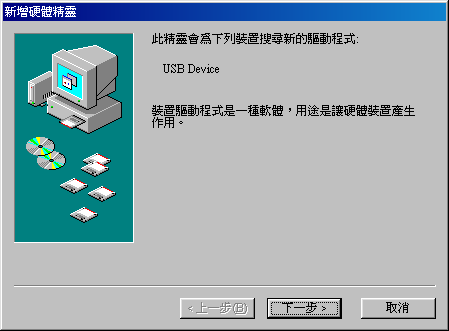 新增硬體精靈
此精靈會為下列裝置搜尋新的驅動程式:
USB Device
裝置驅動程式是一種軟體，用途是讓硬體裝置產生
作用。
< 上一步(B)
下一步 >
取消